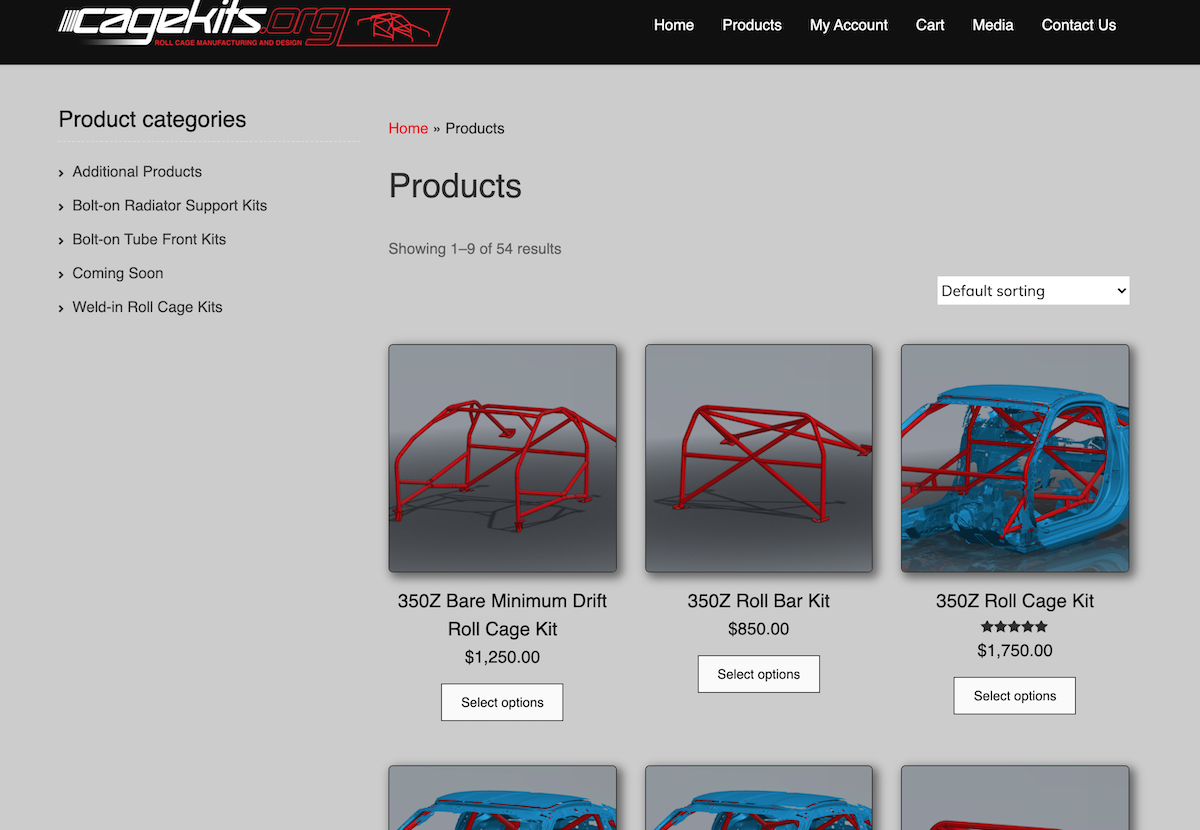 cagekits.org
ROLL CAGE MANUFACTURING AND DESIGN
Home Products My Account Cart Media Contact Us
Product categories
Additional Products
Bolt-on Radiator Support Kits
Bolt-on Tube Front Kits
Coming Soon
Weld-in Roll Cage Kits
Home » Products
Products
Showing 1–9 of 54 results
Default sorting
350Z Bare Minimum Drift
Roll Cage Kit
$1,250.00
Select options
350Z Roll Bar Kit
$850.00
Select options
350Z Roll Cage Kit
$1,750.00
Select options